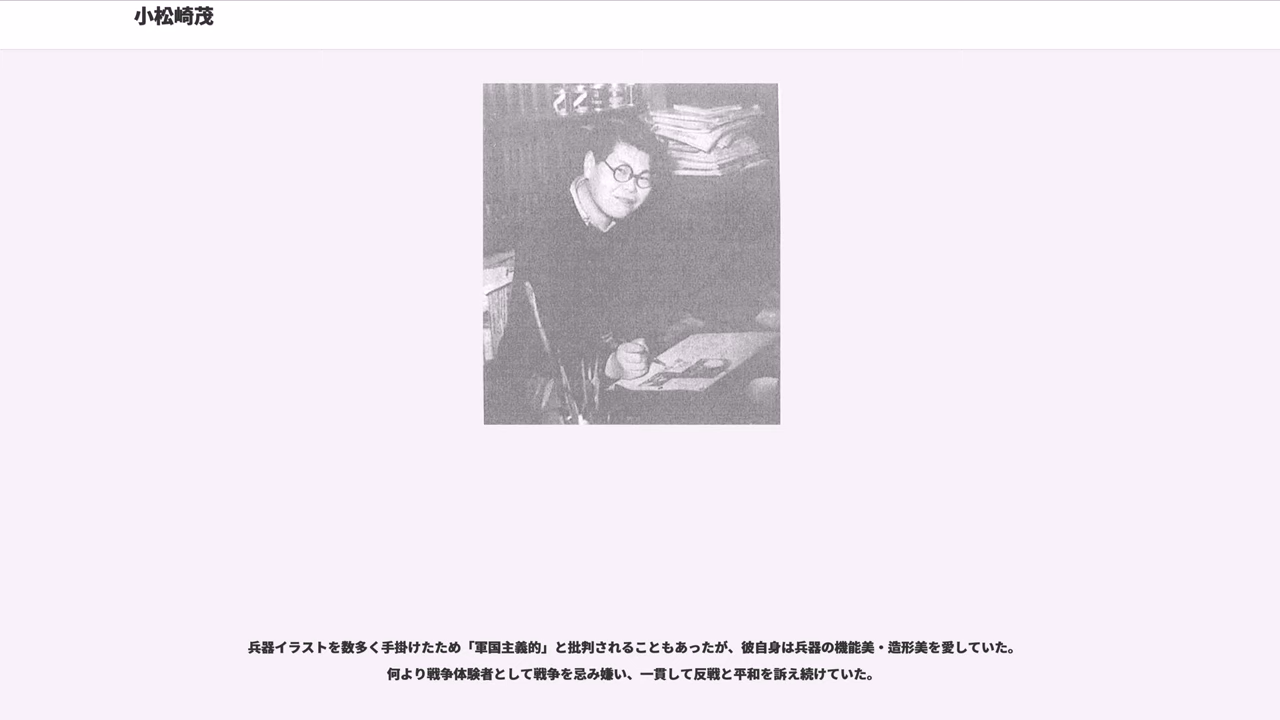 小松崎茂
兵器イラストを数多く手掛けたため「軍国主義的」と批判されることもあったが、彼自身は兵器の機能美・造形美を愛していた。
何より戦争体験者として戦争を忌み嫌い、一貫して反戦と平和を訴え続けていた。